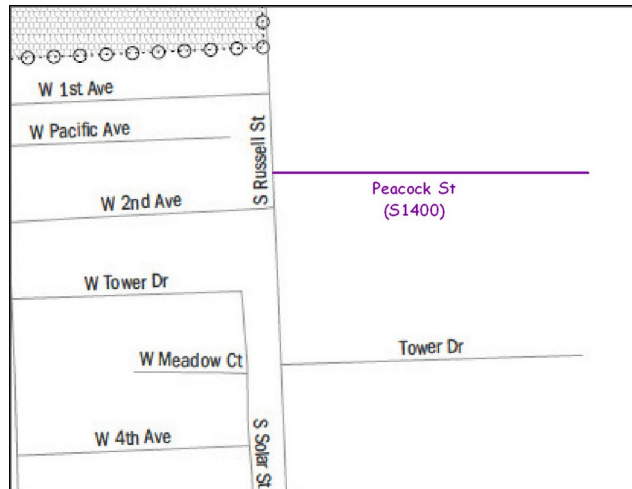 W 1st Ave
W Pacific Ave
S Russell St
Peacock St
(S1400)
W 2nd Ave
W Tower Dr
W Meadow Ct
Tower Dr
W 4th Ave
S Solar St